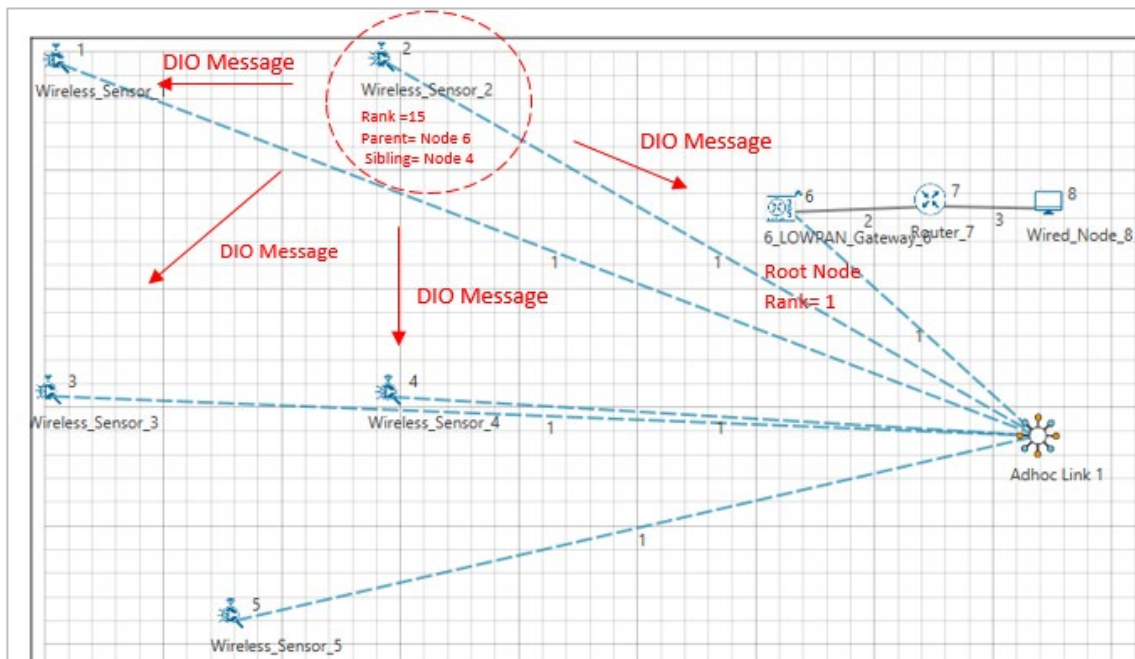 1
Wireless_Sensor_1
DIO Message
2
Wireless_Sensor_2
Rank =15
Parent= Node 6
Sibling= Node 4
DIO Message
6
6_LOWPAN_Gateway_6
2
7
Router_7
3
8
Wired_Node_8
DIO Message
1
1
Root Node
Rank= 1
DIO Message
1
3
Wireless_Sensor_3
4
Wireless_Sensor_4
1
1
Adhoc Link 1
1
5
Wireless_Sensor_5